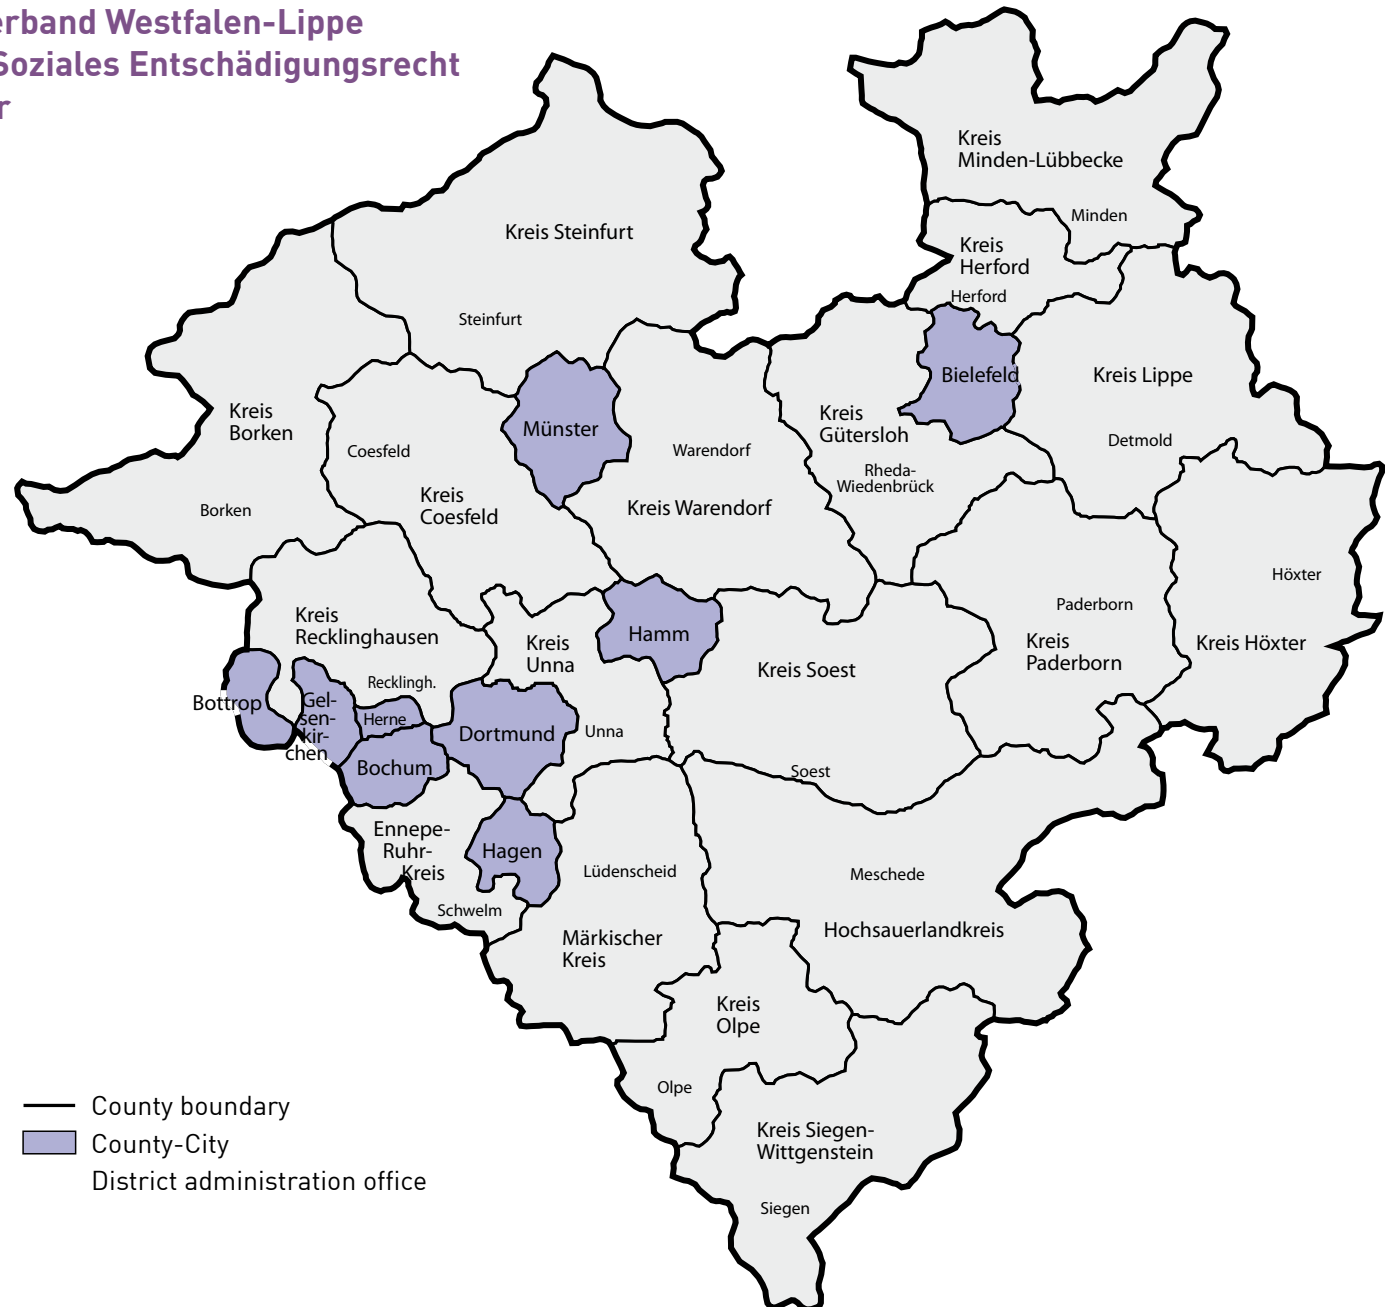 erband Westfalen-Lippe
Soziales Entschädigungsrecht
r
Kreis
Minden-Lübbecke
Minden
Kreis Steinfurt
Kreis
Herford
Herford
Steinfurt
Bielefeld
Kreis Lippe
Kreis
Borken
Kreis
Gütersloh
Münster
Detmold
Coesfeld
Warendorf
Rheda-
Wiedenbrück
Kreis
Coesfeld
Kreis Warendorf
Borken
Höxter
Paderborn
Kreis
Recklinghausen
Kreis
Unna
Hamm
Kreis
Paderborn
Kreis Höxter
Kreis Soest
Recklingh.
Bottrop
Gel-
sen-
kir-
chen
Herne
Dortmund
Unna
Bochum
Soest
Ennepe-
Ruhr-
Kreis
Hagen
Lüdenscheid
Meschede
Schwelm
Hochsauerlandkreis
Märkischer
Kreis
Kreis
Olpe
Olpe
County boundary
County-City
District administration office
Kreis Siegen-
Wittgenstein
Siegen